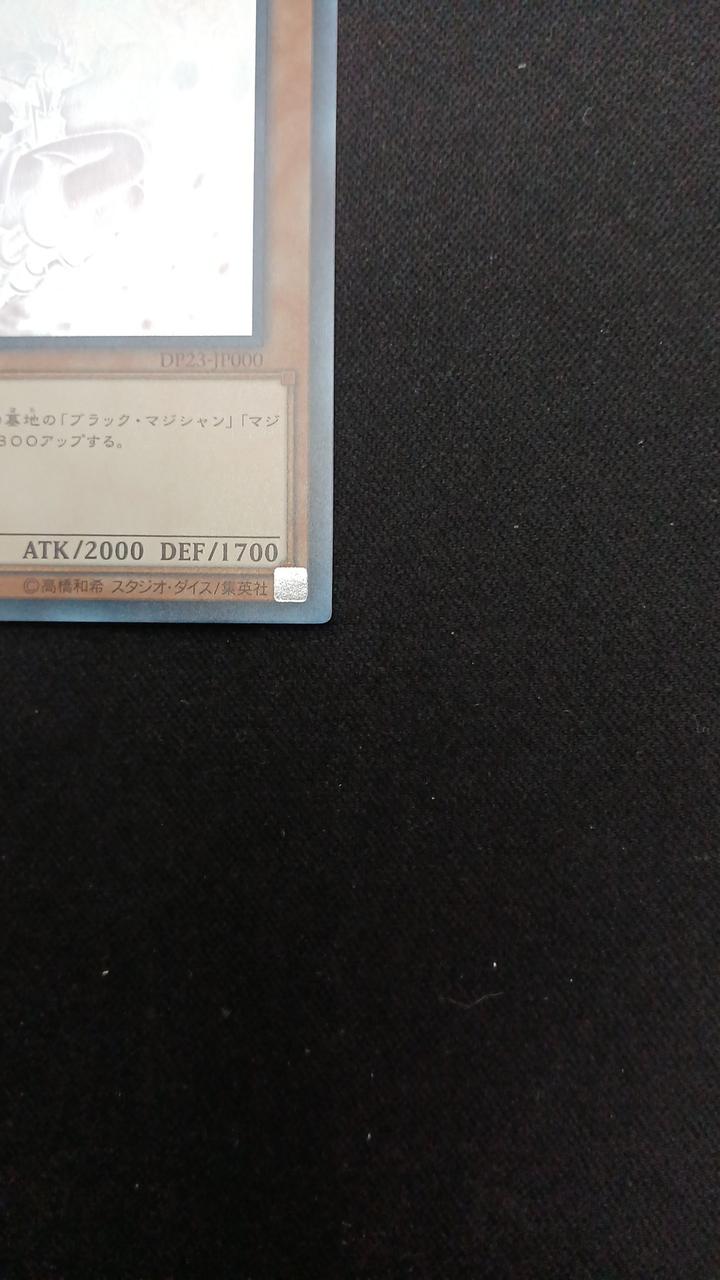 DP23-JP000
墓地の「ブラック・マジシャン」「マジ
300アップする。
ATK/2000 DEF/1700
©高橋和希 スタジオ・ダイス/集英社